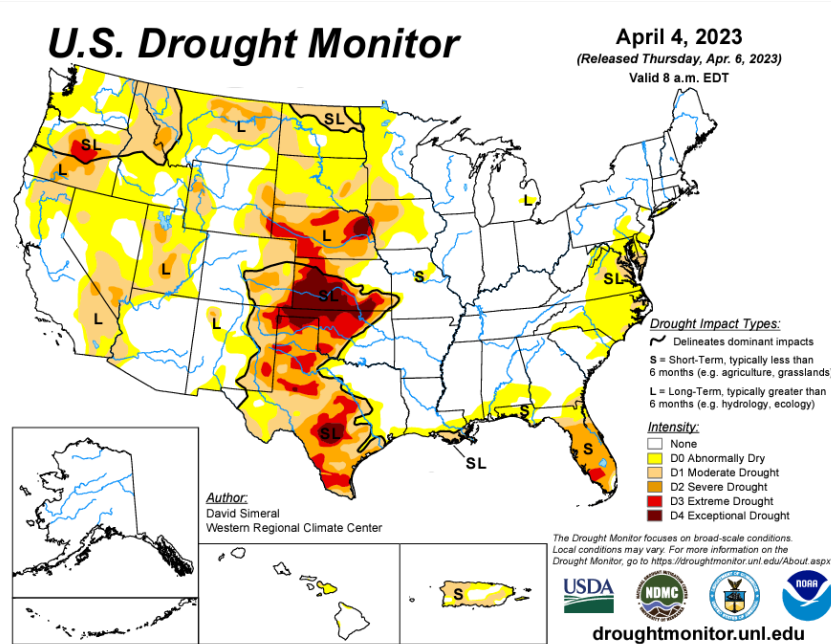 U.S. Drought Monitor
April 4, 2023
(Released Thursday, Apr. 6, 2023)
Valid 8 a.m. EDT
SL
L
SL
L
L
L
L
L
SL
SL
S
L
SL
S
S
SL
S
Drought Impact Types:
Delineates dominant impacts
S = Short-Term, typically less than
6 months (e.g. agriculture, grasslands
L = Long-Term, typically greater than
6 months (e.g. hydrology, ecology)
Intensity:
None
D0 Abnormally Dry
D1 Moderate Drought
D2 Severe Drought
D3 Extreme Drought
D4 Exceptional Drought
Author:
David Simeral
Western Regional Climate Center
The Drought Monitor focuses on broad-scale conditions.
Local conditions may vary. For more information on the
Drought Monitor, go to https://droughtmonitor.unl.edu/About.aspx
USDA
NDMC
NOAA
droughtmonitor.unl.edu